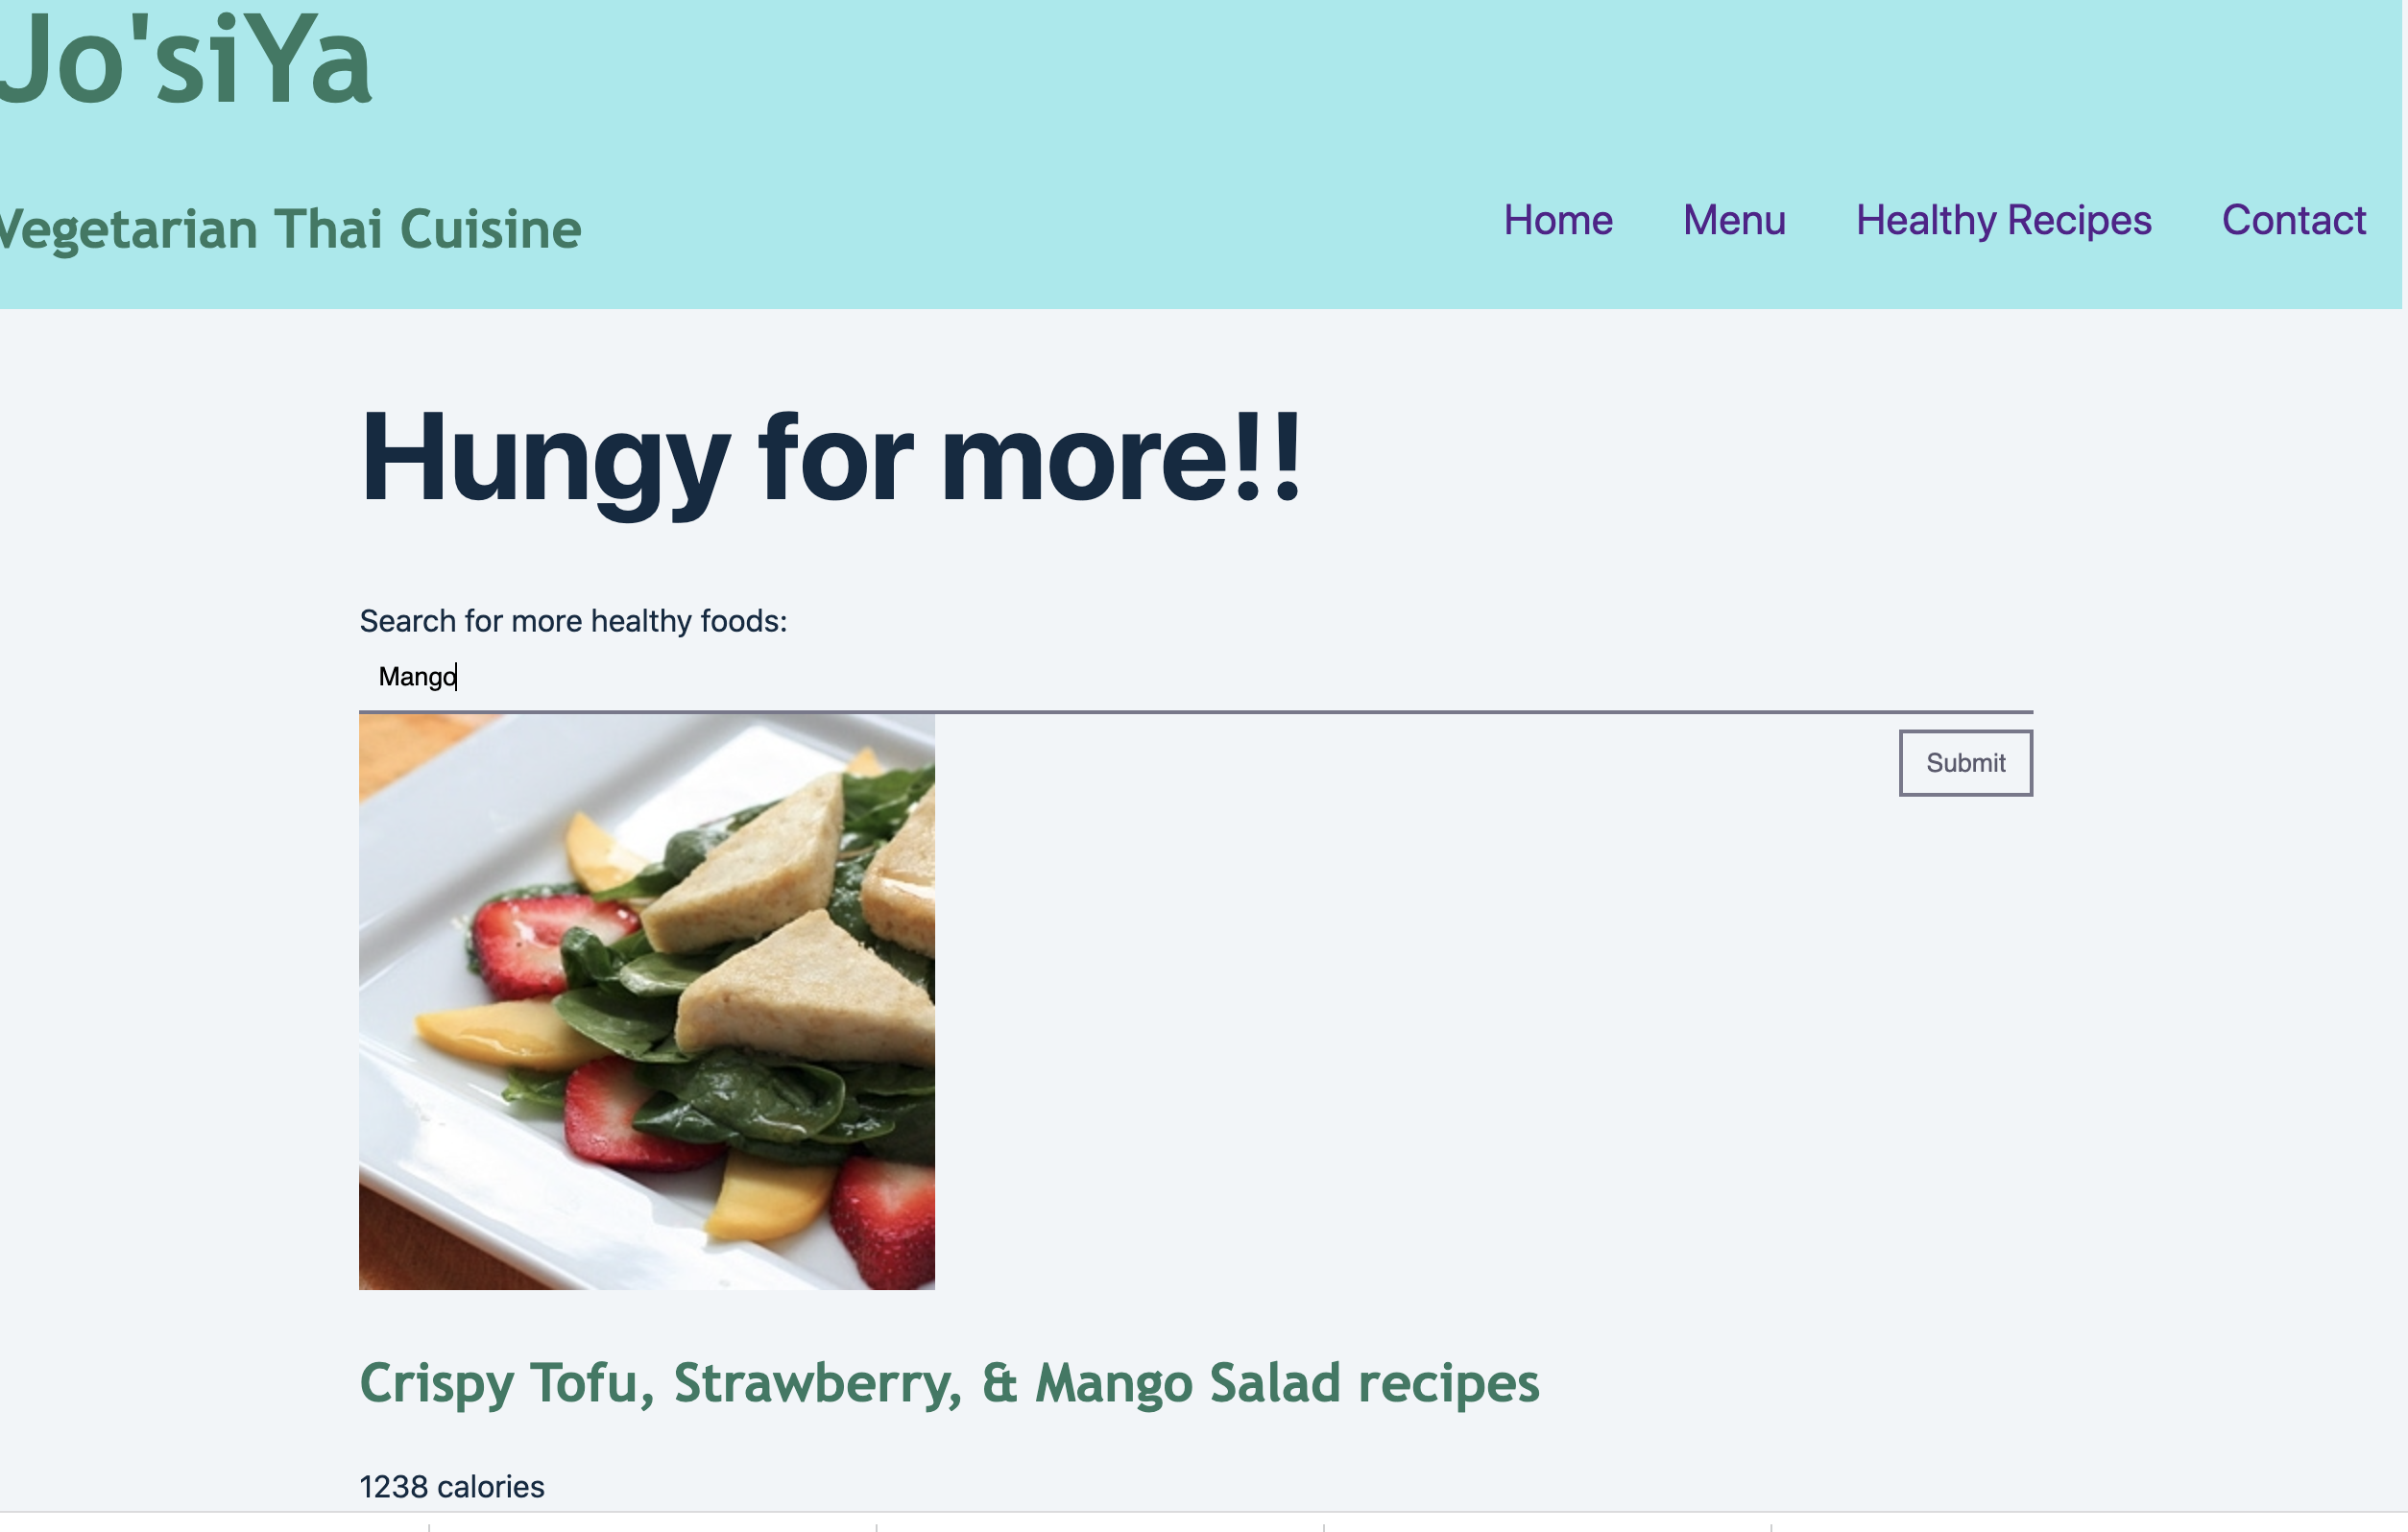 Jo'siYa
Vegetarian Thai Cuisine
Home Menu Healthy Recipes Contact
Hungy for more!!
Search for more healthy foods:
Mango
Submit
Crispy Tofu, Strawberry, & Mango Salad recipes
1238 calories